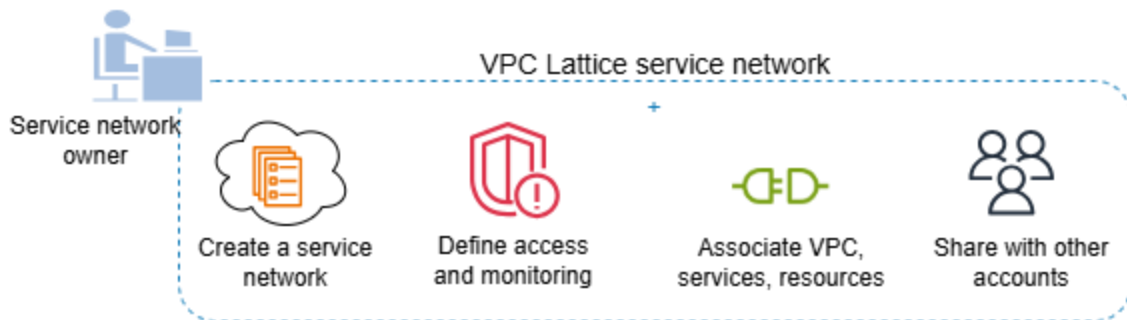 VPC Lattice service network
Service network
owner
Create a service
network
Define access
and monitoring
Associate VPC,
services, resources
Share with other
accounts